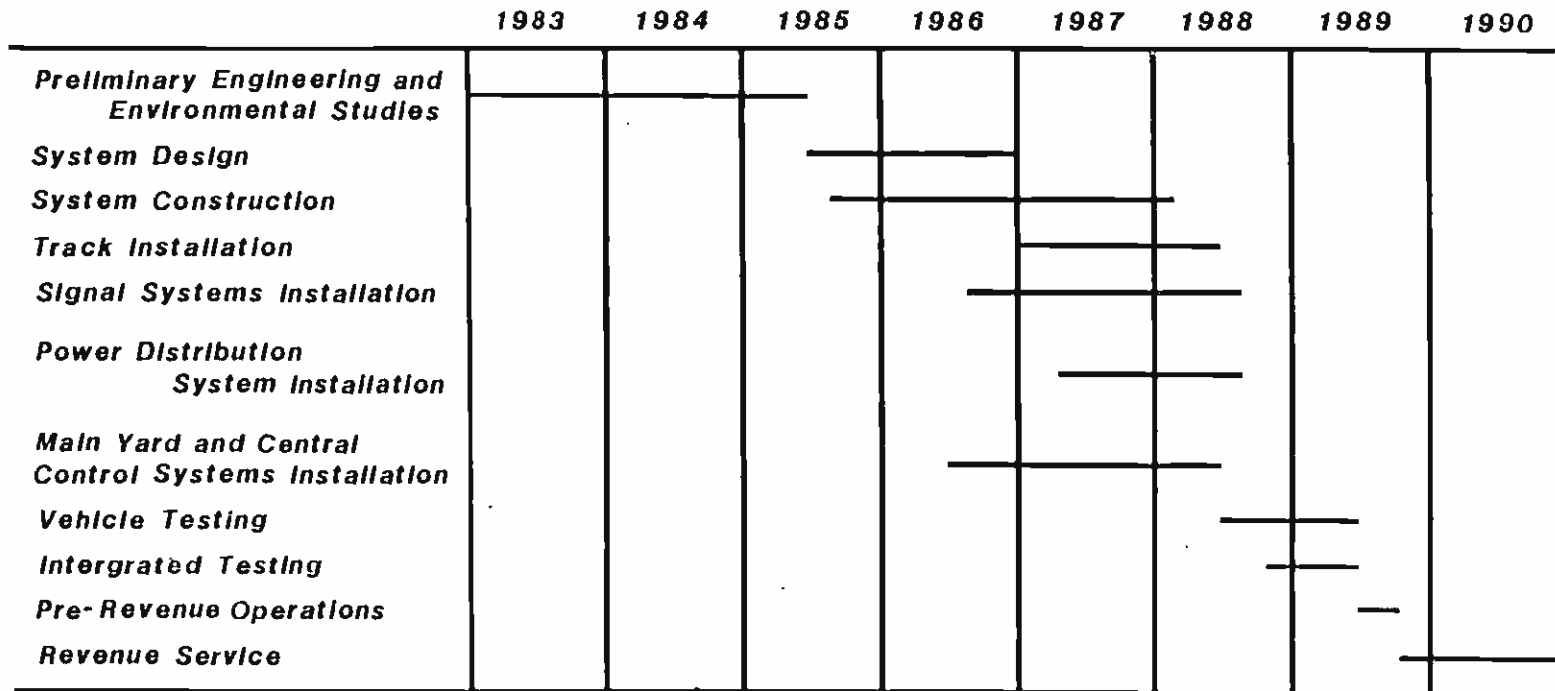 1983 1984 1985 1986 1987 1988 1989 1990
Preliminary Engineering and
Environmental Studies
System Design
System Construction
Track Installation
Signal Systems Installation
Power Distribution
System Installation
Main Yard and Central
Control Systems Installation
Vehicle Testing
Intergrated Testing
Pre-Revenue Operations
Revenue Service